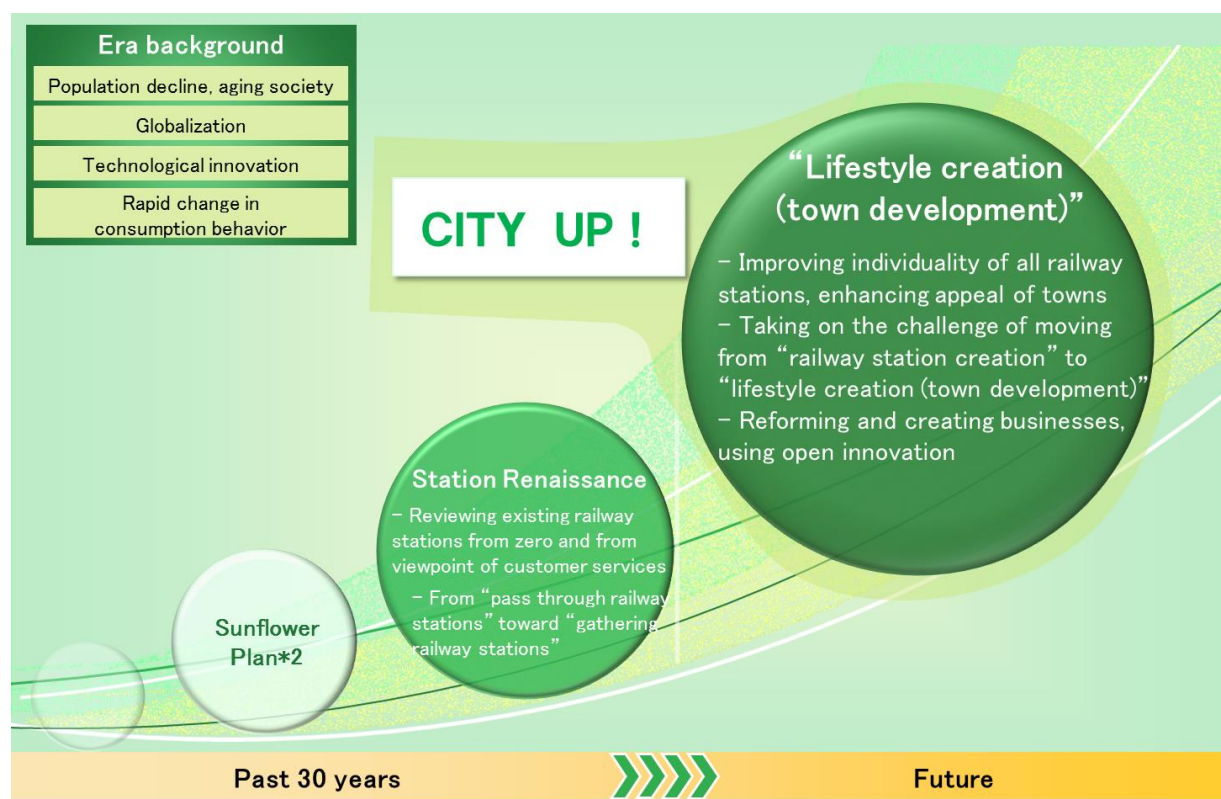 Era background
Population decline, aging society
Globalization
Technological innovation
Rapid change in
consumption behavior
CITY UP !
“Lifestyle creation
(town development)”
- Improving individuality of all railway
stations, enhancing appeal of towns
- Taking on the challenge of moving
from “railway station creation” to
“lifestyle creation (town development)”
- Reforming and creating businesses,
using open innovation
Station Renaissance
- Reviewing existing railway
stations from zero and from
viewpoint of customer services
- From “pass through railway
stations” toward “gathering
railway stations”
Sunflower
Plan*2
Past 30 years
Future